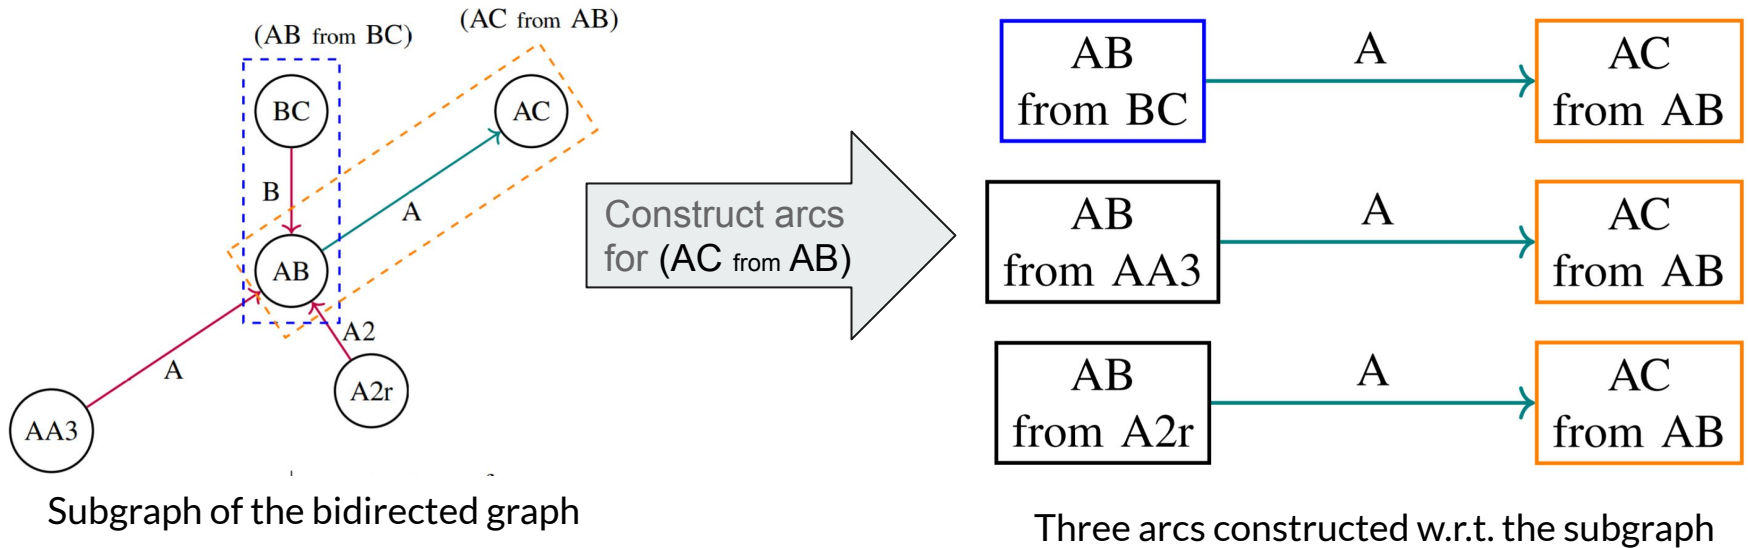 (AB from BC)
(AC from AB)
BC
AC
B
A
AB
A2
A
A2r
AA3
Subgraph of the bidirected graph
Construct arcs
for (AC from AB)
AB
from BC
A
AC
from AB
AB
from AA3
A
AC
from AB
AB
from A2r
A
AC
from AB
Three arcs constructed w.r.t. the subgraph